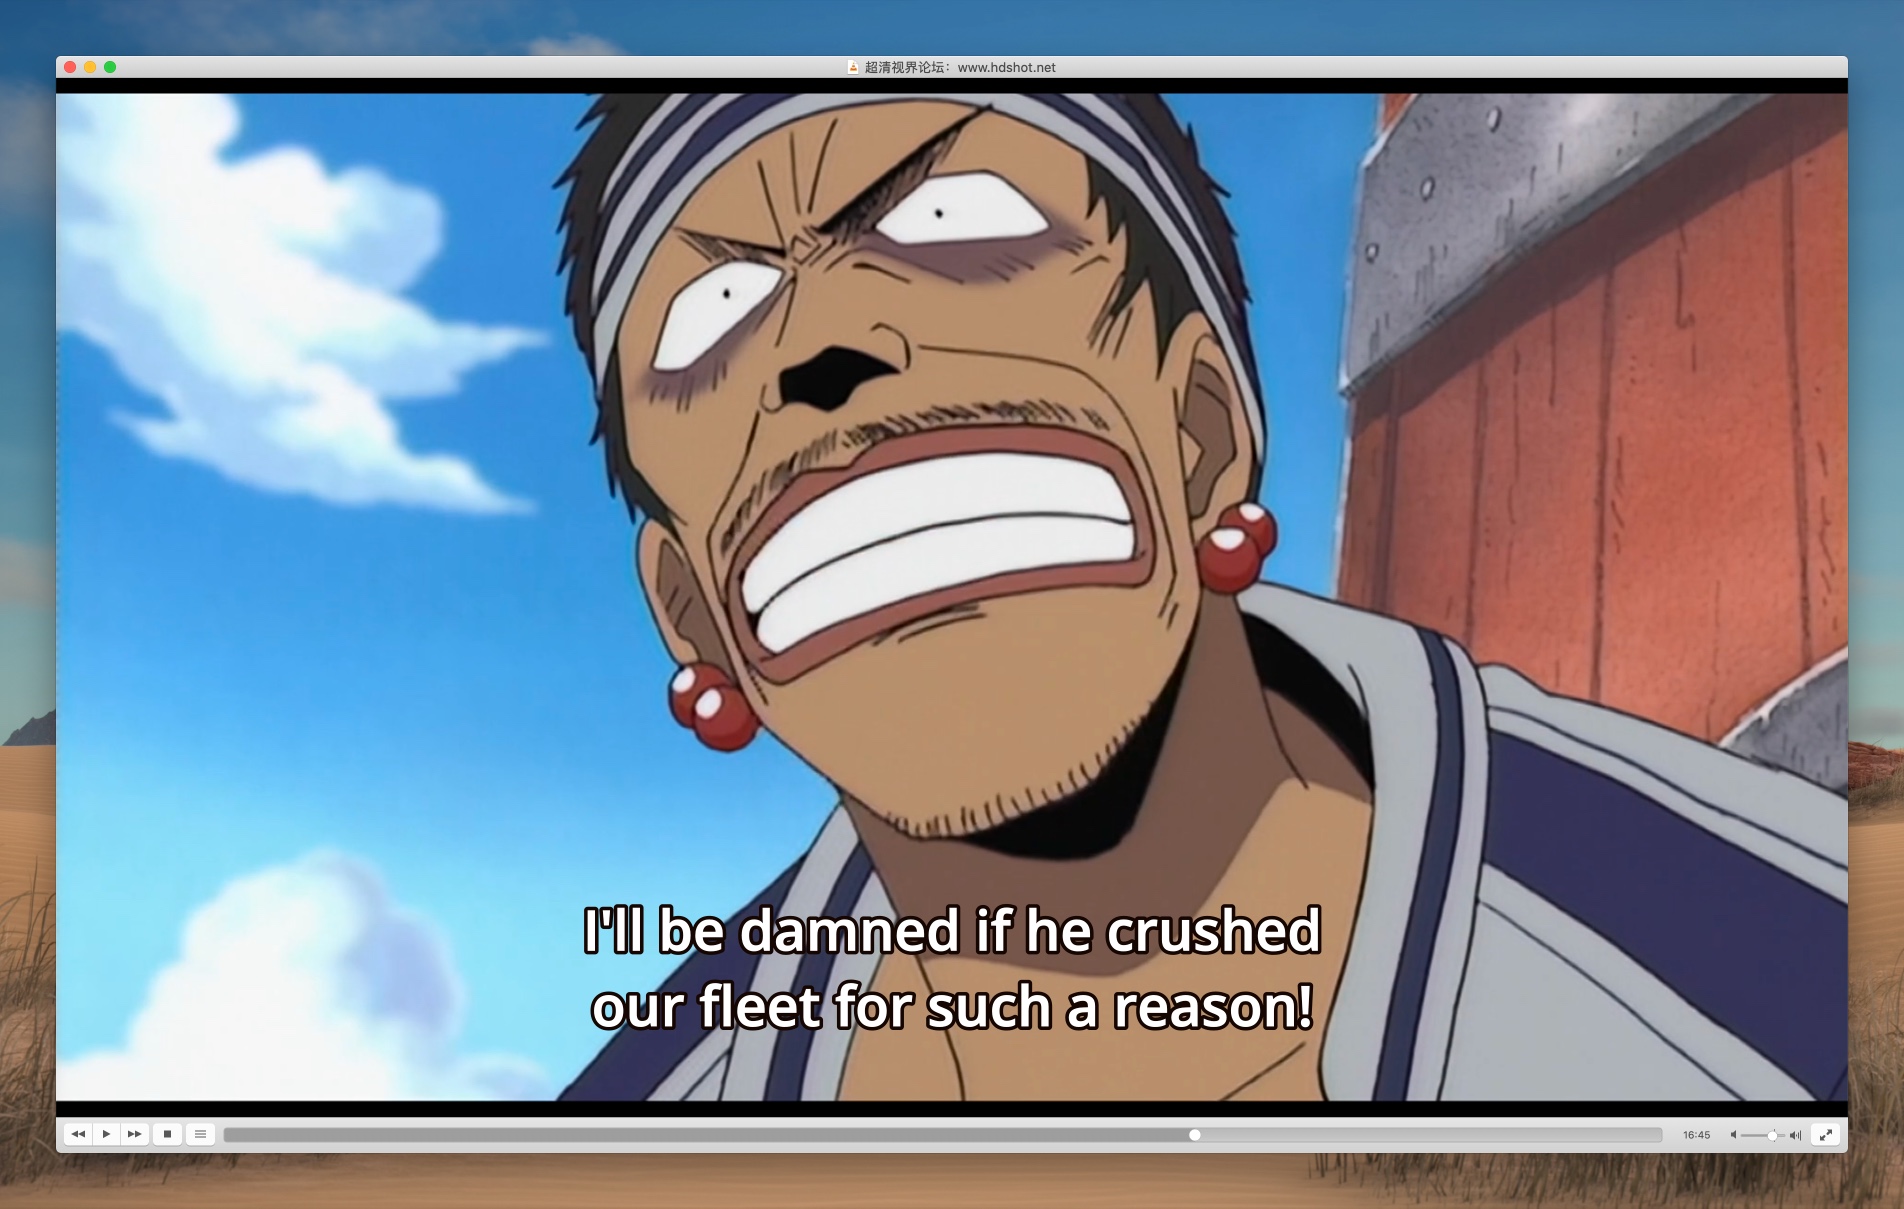 超清视界论坛：www.hdshot.net
I'll be damned if he crushed
our fleet for such a reason!
16:45